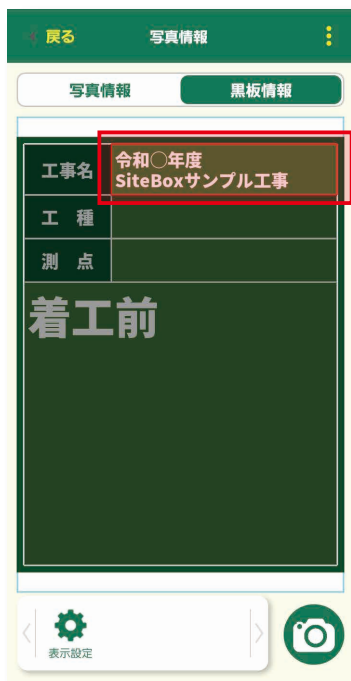 戻る 写真情報
写真情報 黒板情報
工事名 令和○年度
SiteBoxサンプル工事
工 種
測 点
着工前
表示設定